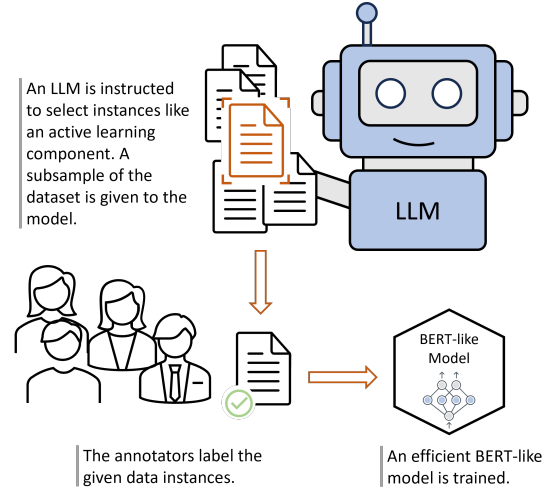 An LLM is instructed
to select instances like
an active learning
component. A
subsample of the
dataset is given to the
model.
LLM
BERT-like
Model
The annotators label the
given data instances.
An efficient BERT-like
model is trained.